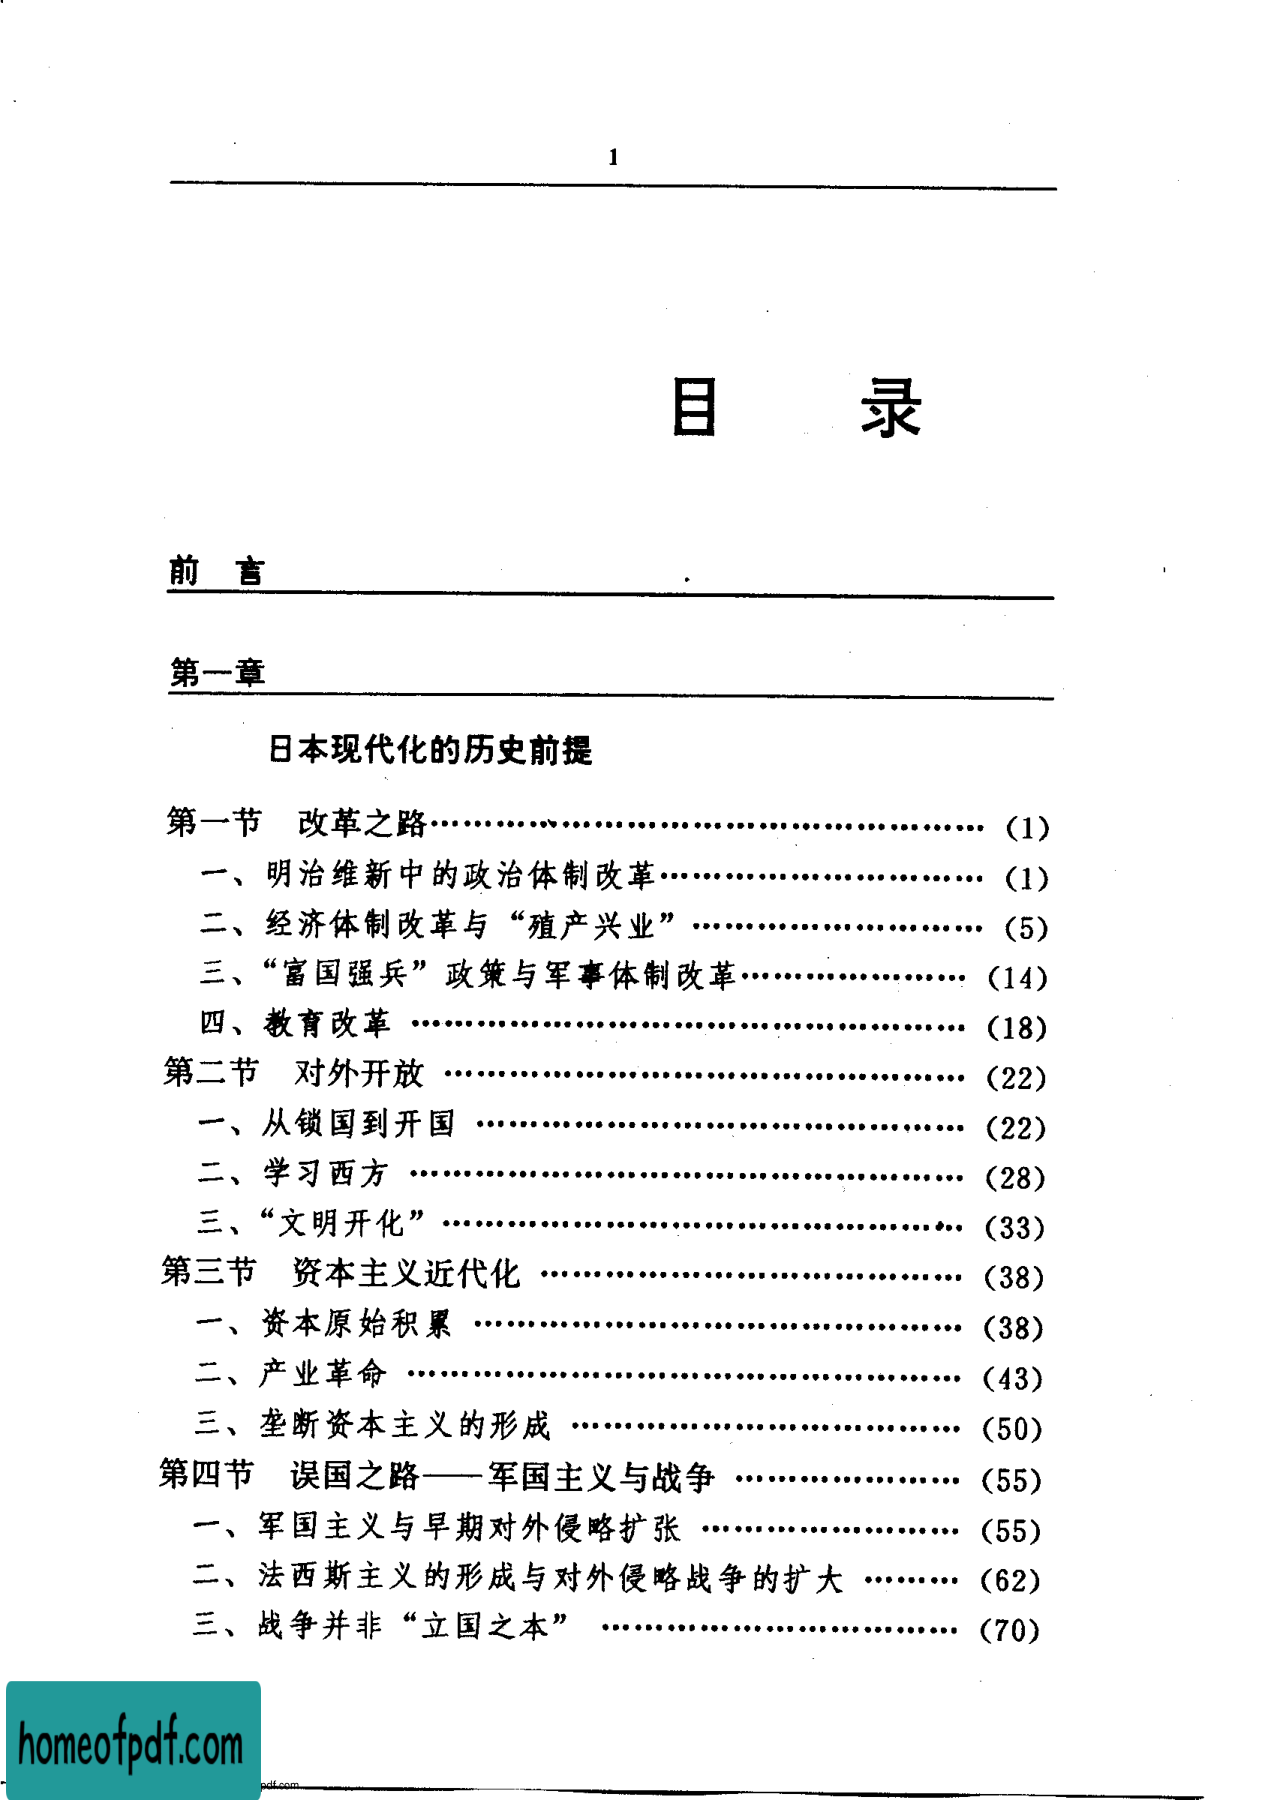 1
目 录
前 言
第一章
日本现代化的历史前提
第一节 改革之路………………………………………… (1)
一、明治维新中的政治体制改革……………………… (1)
二、经济体制改革与“殖产兴业” …………………… (5)
三、“富国强兵”政策与军事体制改革……………… (14)
四、教育改革 ……………………………………… (18)
第二节 对外开放 …………………………………… (22)
一、从锁国到开国 ………………………………… (22)
二、学习西方 ……………………………………… (28)
三、“文明开化” …………………………………… (33)
第三节 资本主义近代化 …………………………… (38)
一、资本原始积累 ………………………………… (38)
二、产业革命 ……………………………………… (43)
三、垄断资本主义的形成 ………………………… (50)
第四节 误国之路——军国主义与战争 …………… (55)
一、军国主义与早期对外侵略扩张 ……………… (55)
二、法西斯主义的形成与对外侵略战争的扩大 ……… (62)
三、战争并非“立国之本” ……………………… (70)
homeofpdf.com
pdf.com